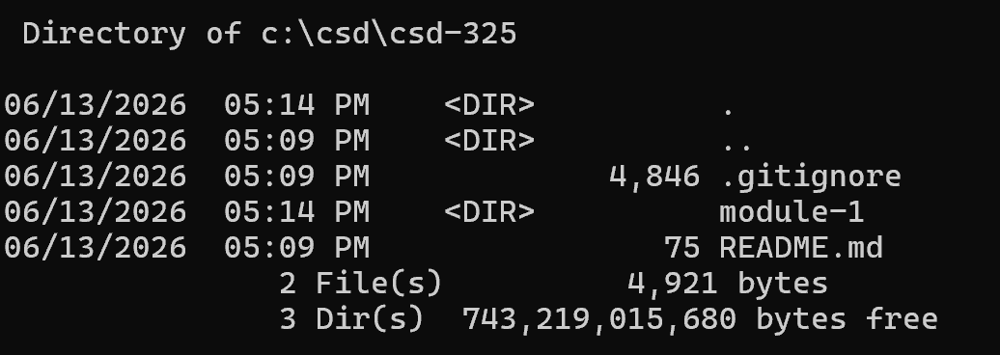 Directory of c:\csd\csd-325
06/13/2026  05:14 PM    <DIR>          .
06/13/2026  05:09 PM    <DIR>          ..
06/13/2026  05:09 PM             4,846 .gitignore
06/13/2026  05:14 PM    <DIR>          module-1
06/13/2026  05:09 PM                75 README.md
               2 File(s)          4,921 bytes
               3 Dir(s)  743,219,015,680 bytes free